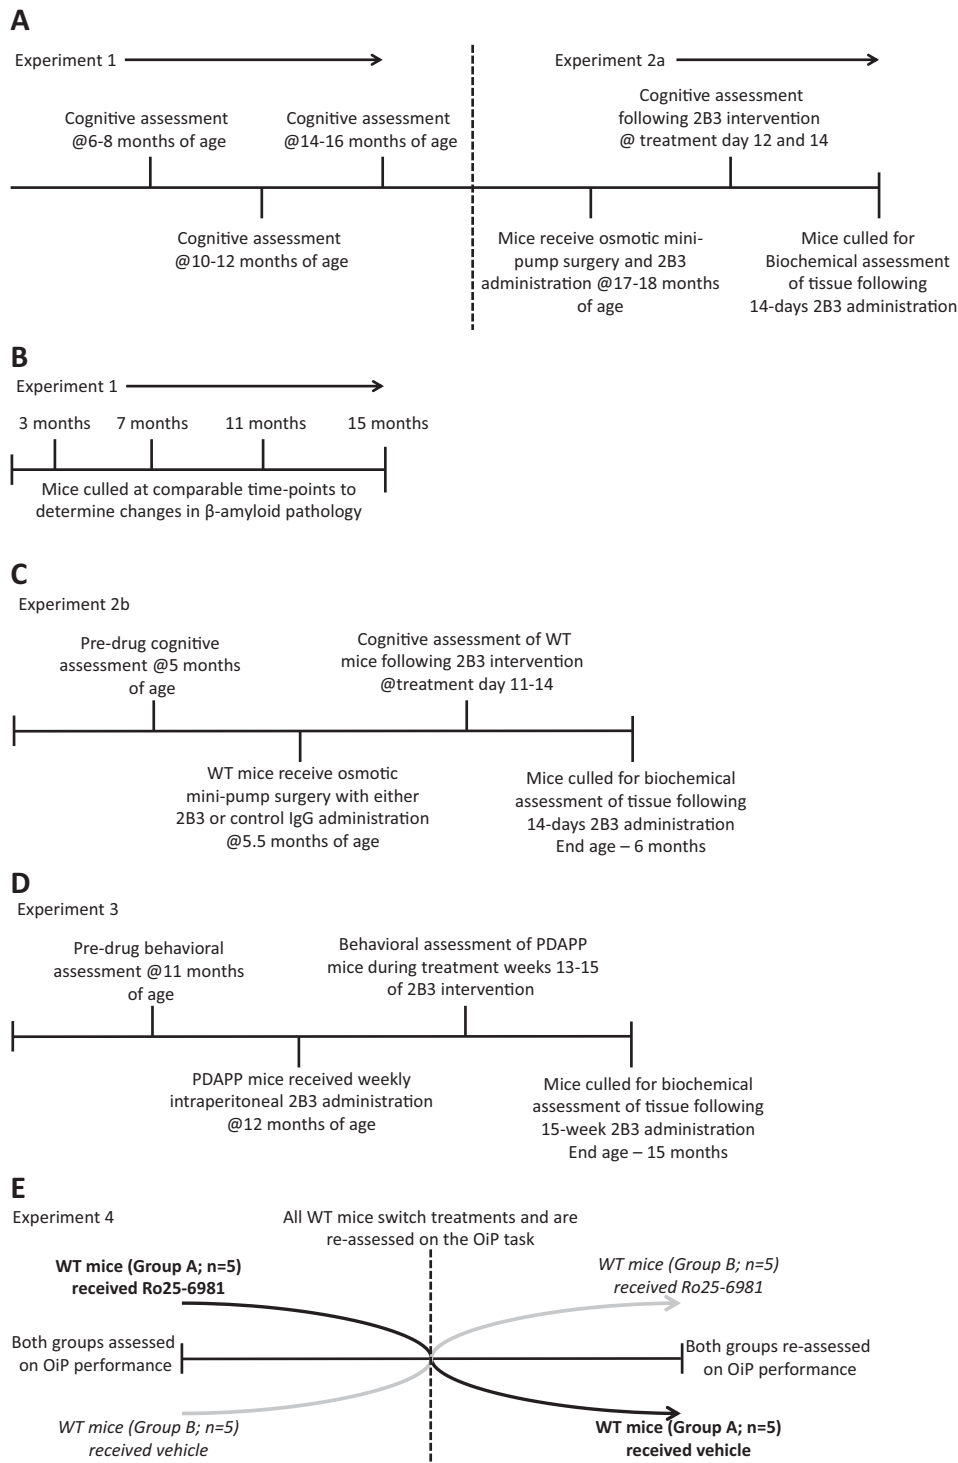 A
Experiment 1
Experiment 2a
Cognitive assessment
@6-8 months of age
Cognitive assessment
@14-16 months of age
Cognitive assessment
following 2B3 intervention
@ treatment day 12 and 14
Cognitive assessment
@10-12 months of age
Mice receive osmotic mini-
pump surgery and 2B3
administration @17-18 months
of age
Mice culled for
Biochemical assessment
of tissue following
14-days 2B3 administration
B
Experiment 1
3 months
7 months
11 months
15 months
Mice culled at comparable time-points to
determine changes in β-amyloid pathology
C
Experiment 2b
Pre-drug cognitive
assessment @5 months
of age
Cognitive assessment of WT
mice following 2B3 intervention
@treatment day 11-14
WT mice receive osmotic
mini-pump surgery with either
2B3 or control IgG administration
@5.5 months of age
Mice culled for biochemical
assessment of tissue following
14-days 2B3 administration
End age – 6 months
D
Experiment 3
Pre-drug behavioral
assessment @11 months
of age
Behavioral assessment of PDAPP
mice during treatment weeks 13-15
of 2B3 intervention
PDAPP mice received weekly
intraperitoneal 2B3 administration
@12 months of age
Mice culled for biochemical
assessment of tissue following
15-week 2B3 administration
End age – 15 months
E
Experiment 4
All WT mice switch treatments and are
re-assessed on the OiP task
WT mice (Group A; n=5)
received Ro25-6981
WT mice (Group B; n=5)
received Ro25-6981
Both groups assessed
on OiP performance
Both groups re-assessed
on OiP performance
WT mice (Group B; n=5)
received vehicle
WT mice (Group A; n=5)
received vehicle